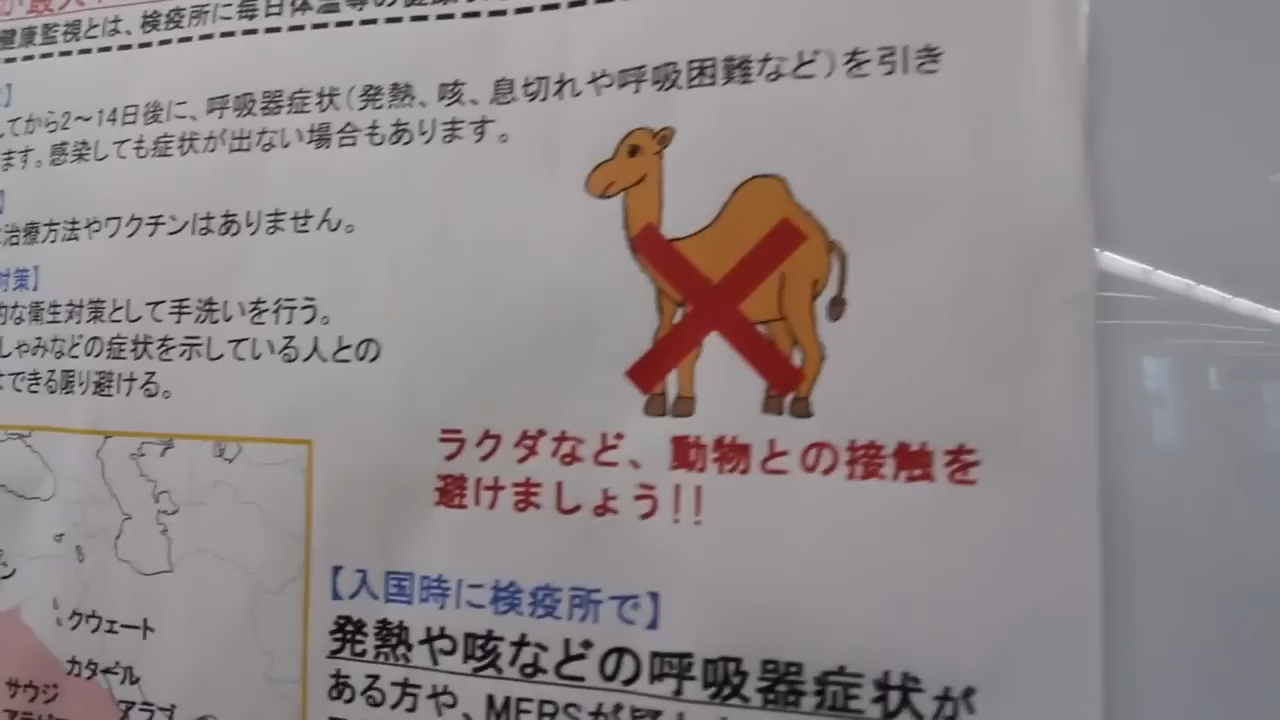 健康監視とは、検疫所に毎日体温等の健康
てから2～14日後に、呼吸器症状（発熱、咳、息切れや呼吸困難など）を引き
ます。感染しても症状が出ない場合もあります。
治療方法やワクチンはありません。
対策】
的な衛生対策として手洗いを行う。
しゃみなどの症状を示している人との
できる限り避ける。
ラクダなど、動物との接触を
避けましょう!!
【入国時に検疫所で】
発熱や咳などの呼吸器症状が
ある方や、MERSが疑
クウェート
カタール
サウジ
アラブ